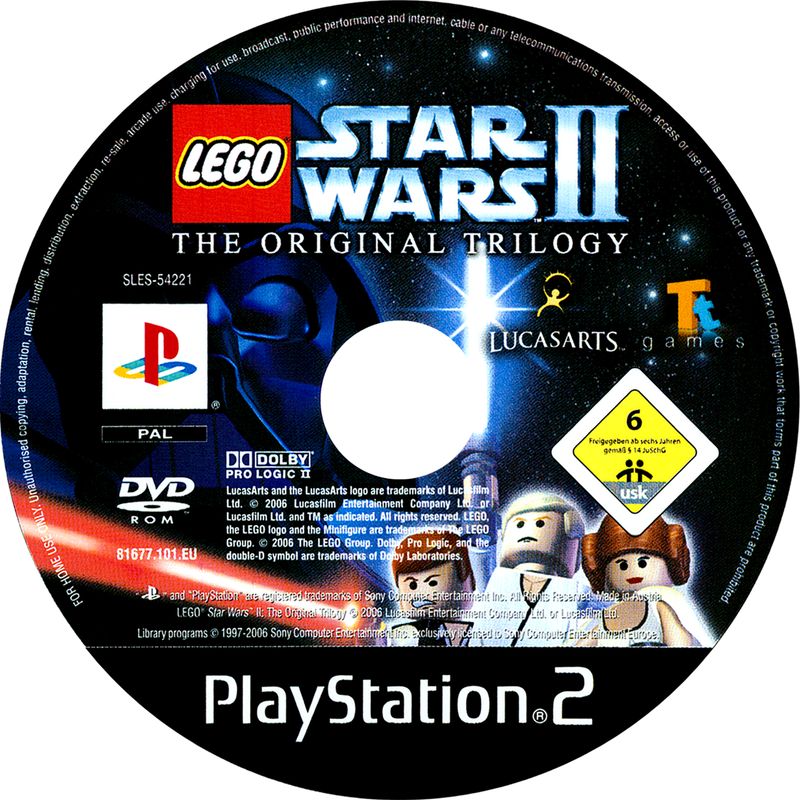 FOR HOME USE ONLY. Unauthorised copying, adaptation, rental, lending, distribution, extraction, re-sale, arcade use, charging for use, broadcast, public performance and internet, cable or any telecommunications transmission, access or use of this product or any trademark or copyright work that forms part of this product are prohibited
LEGO
STAR WARS II
THE ORIGINAL TRILOGY
SLES-54221
LUCASARTS™
Tt
games
PAL
6
Freigegeben ab sechs Jahren
gemäß § 14 JuSchG
usk
DOLBY
PRO LOGIC II
DVD
ROM
81677.101.EU
LucasArts and the LucasArts logo are trademarks of Lucasfilm
Ltd. © 2006 Lucasfilm Entertainment Company Ltd. or
Lucasfilm Ltd. and TM as indicated. All rights reserved. LEGO,
the LEGO logo and the Minifigure are trademarks of The LEGO
Group. © 2006 The LEGO Group. Dolby, Pro Logic, and the
double-D symbol are trademarks of Dolby Laboratories.
" " and "PlayStation" are registered trademarks of Sony Computer Entertainment Inc. All Rights Reserved. Made in Austria.
LEGO® Star Wars™ II: The Original Trilogy © 2006 Lucasfilm Entertainment Company Ltd. or Lucasfilm Ltd.
Library programs © 1997-2006 Sony Computer Entertainment Inc. exclusively licensed to Sony Computer Entertainment Europe.
PlayStation®2